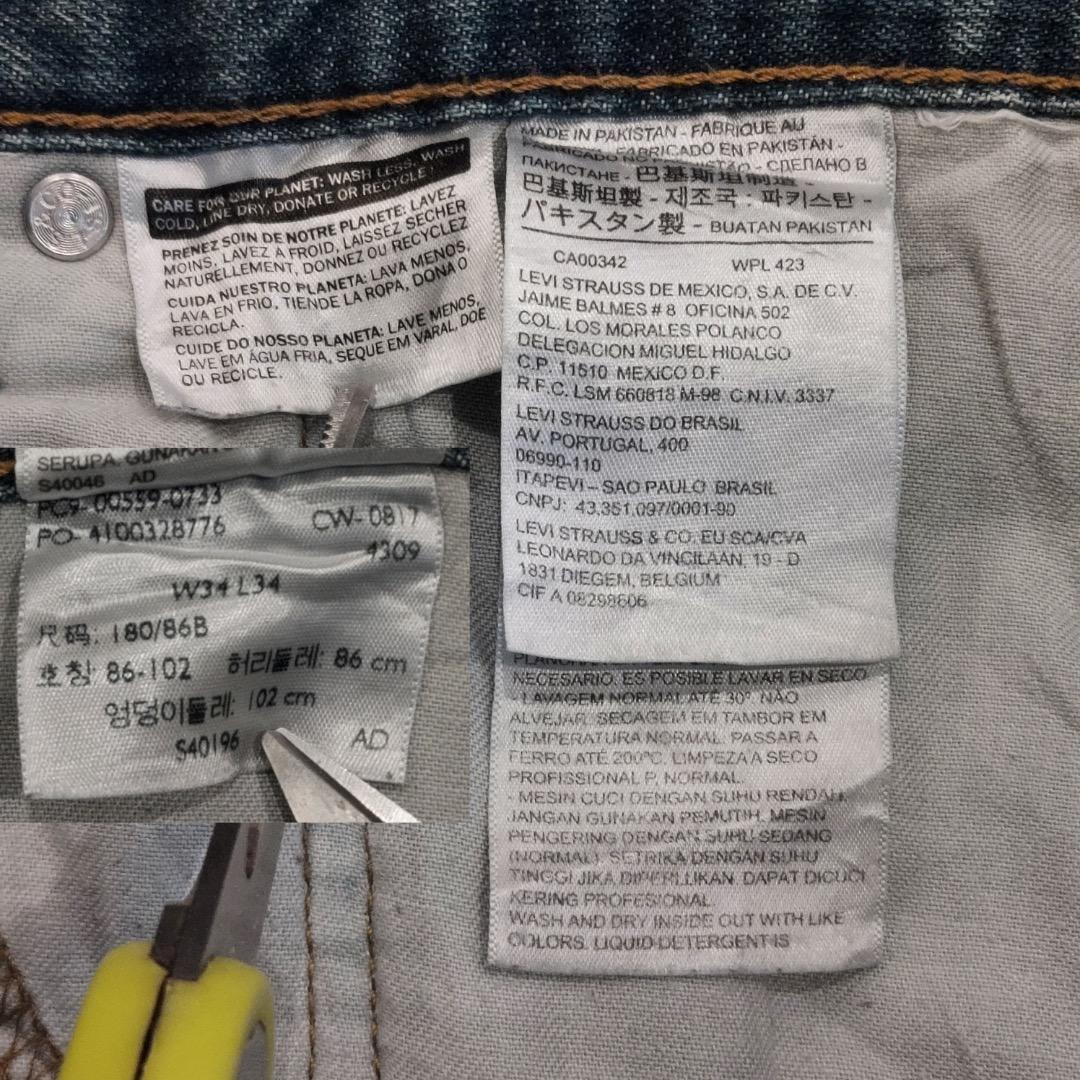 CARE FOR OUR PLANET: WASH LESS, WASH
COLD, LINE DRY, DONATE OR RECYCLE!
PRENEZ SOIN DE NOTRE PLANETE: LAVEZ
MOINS, LAVEZ À FROID, LAISSEZ SECHER
NATURELLEMENT, DONNEZ OU RECYCLEZ
CUIDA NUESTRO PLANETA: LAVA MENOS,
LAVA EN FRIO, TIENDE LA ROPA, DONA O
RECICLA.
CUIDE DO NOSSO PLANETA: LAVE MENOS,
LAVE EM ÁGUA FRIA, SEQUE EM VARAL, DOE
OU RECICLE.
MADE IN PAKISTAN - FABRIQUE AU
FABRICADO EN PAKISTÁN -
ПАКИСТАНЕ - 巴基斯坦制造 -
巴基斯坦製 - 제조국 : 파키스탄 -
パキスタン製 - BUATAN PAKISTAN
CA00342 WPL 423
LEVI STRAUSS DE MEXICO, S.A. DE C.V.
JAIME BALMES # 8 OFICINA 502
COL. LOS MORALES POLANCO
DELEGACION MIGUEL HIDALGO
C.P. 11510 MEXICO D.F.
R.F.C. LSM 660818 M-98 C.N.I.V. 3337
LEVI STRAUSS DO BRASIL
AV. PORTUGAL, 400
06990-110
ITAPEVI – SAO PAULO BRASIL
CNPJ: 43.351.097/0001-90
LEVI STRAUSS & CO. EU SCA/CVA
LEONARDO DA VINCILAAN, 19 - D
1831 DIEGEM, BELGIUM
CIF A 08298606
SERUPA. GUNAKAN
S40046 AD
PC9- 00559-0733
PO- 4100328776 CW- 0817
4309
W34 L34
尺码: 180/86B
호칭 86-102 허리둘레: 86 cm
엉덩이둘레: 102 cm
S40196 AD
NECESARIO. ES POSIBLE LAVAR EN SECO
- LAVAGEM NORMAL ATE 30°. NÃO
ALVEJAR. SECAGEM EM TAMBOR EM
TEMPERATURA NORMAL. PASSAR A
FERRO ATÉ 200°C. LIMPEZA A SECO
PROFISSIONAL P, NORMAL.
- MESIN CUCI DENGAN SUHU RENDAH.
JANGAN GUNAKAN PEMUTIH. MESIN
PENGERING DENGAN SUHU SEDANG
(NORMAL). SETRIKA DENGAN SUHU
TINGGI JIKA DIPERLUKAN. DAPAT DICUCI
KERING PROFESIONAL.
WASH AND DRY INSIDE OUT WITH LIKE
COLORS. LIQUID DETERGENT IS